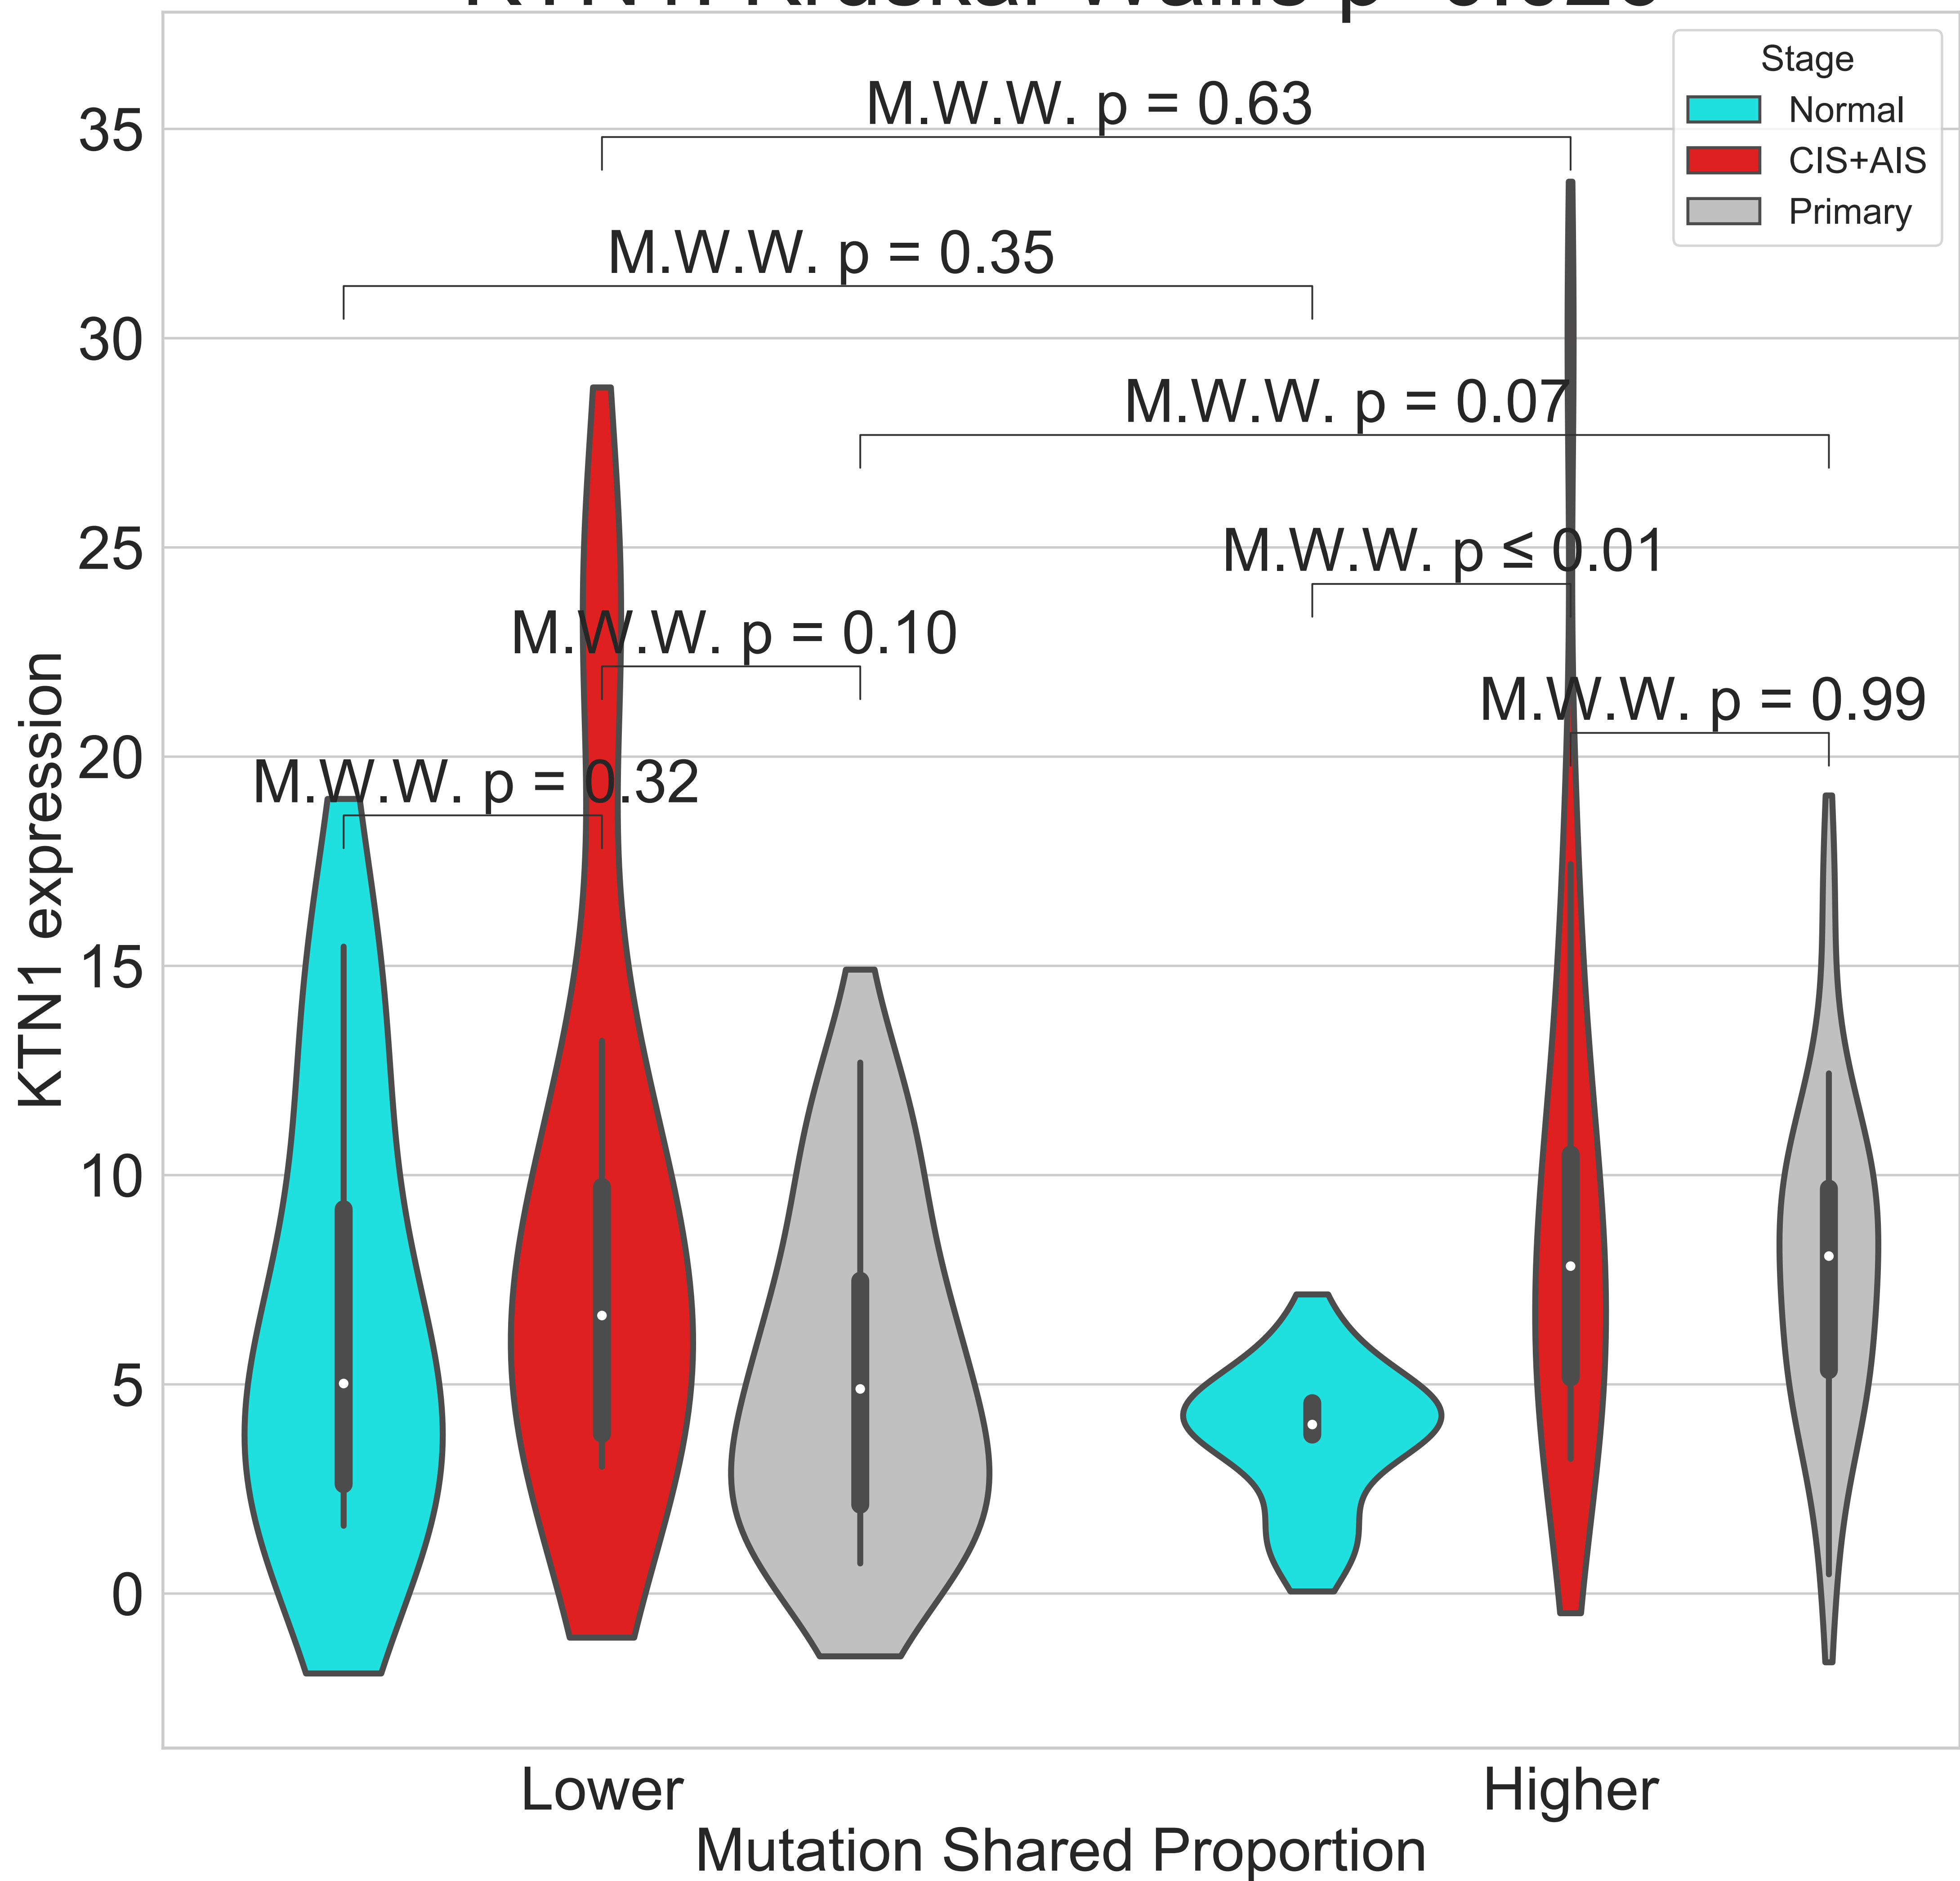 Stage
Normal
CIS+AIS
Primary
M.W.W. p = 0.63
M.W.W. p = 0.35
M.W.W. p = 0.07
M.W.W. p ≤ 0.01
M.W.W. p = 0.10
M.W.W. p = 0.99
M.W.W. p = 0.32
KTN1 expression
35
30
25
20
15
10
5
0
Lower
Higher
Mutation Shared Proportion